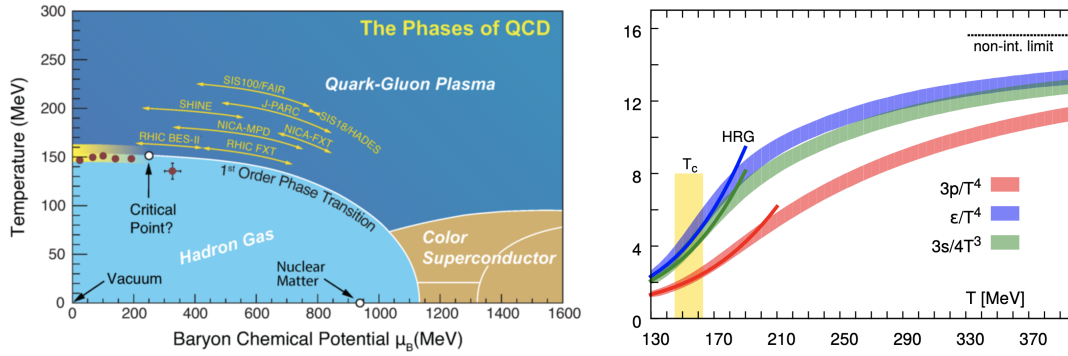 The Phases of QCD
Temperature (MeV)
300
250
200
150
100
50
0
Quark-Gluon Plasma
SIS100/FAIR
J-PARC
SIS18/HADES
SHINE
NICA-MPD
NICA-FXT
RHIC BES-II
RHIC FXT
1st Order Phase Transition
Critical
Point?
Hadron Gas
Color
Superconductor
Vacuum
Nuclear
Matter
0 200 400 600 800 1000 1200 1400 1600
Baryon Chemical Potential μB(MeV)
16
12
8
4
0
non-int. limit
HRG
Tc
3p/T⁴
ε/T⁴
3s/4T³
T [MeV]
130 170 210 250 290 330 370